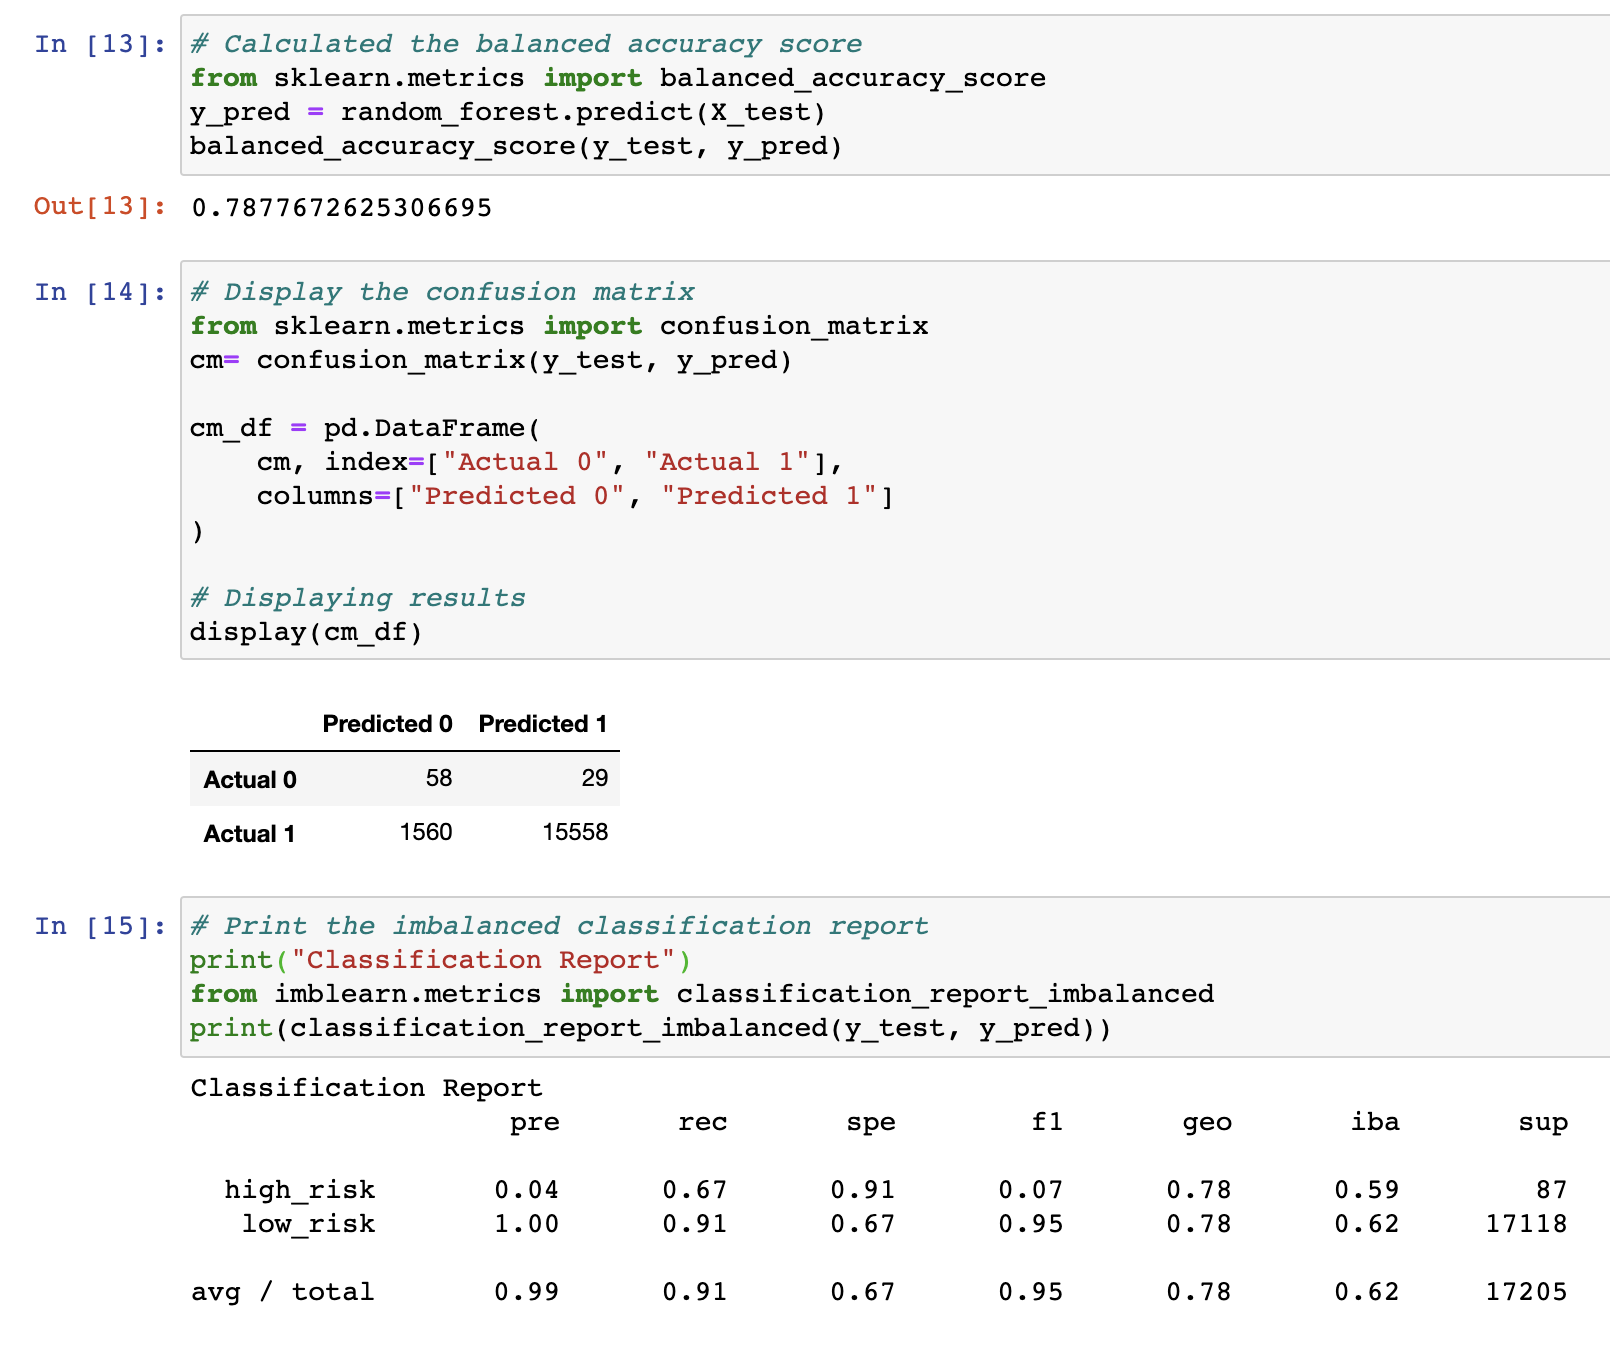 In [13]: # Calculated the balanced accuracy score
from sklearn.metrics import balanced_accuracy_score
y_pred = random_forest.predict(X_test)
balanced_accuracy_score(y_test, y_pred)
Out[13]: 0.7877672625306695
In [14]: # Display the confusion matrix
from sklearn.metrics import confusion_matrix
cm= confusion_matrix(y_test, y_pred)
cm_df = pd.DataFrame(
    cm, index=["Actual 0", "Actual 1"],
    columns=["Predicted 0", "Predicted 1"]
)
# Displaying results
display(cm_df)
Predicted 0 Predicted 1
Actual 0 58 29
Actual 1 1560 15558
In [15]: # Print the imbalanced classification report
print("Classification Report")
from imblearn.metrics import classification_report_imbalanced
print(classification_report_imbalanced(y_test, y_pred))
Classification Report
pre rec spe f1 geo iba sup
high_risk 0.04 0.67 0.91 0.07 0.78 0.59 87
low_risk 1.00 0.91 0.67 0.95 0.78 0.62 17118
avg / total 0.99 0.91 0.67 0.95 0.78 0.62 17205